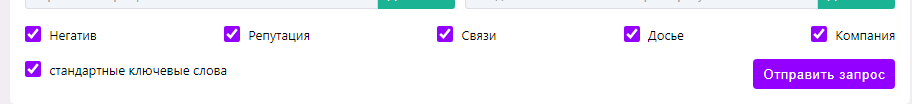 Негатив Репутация Связи Досье Компания
стандартные ключевые слова Отправить запрос